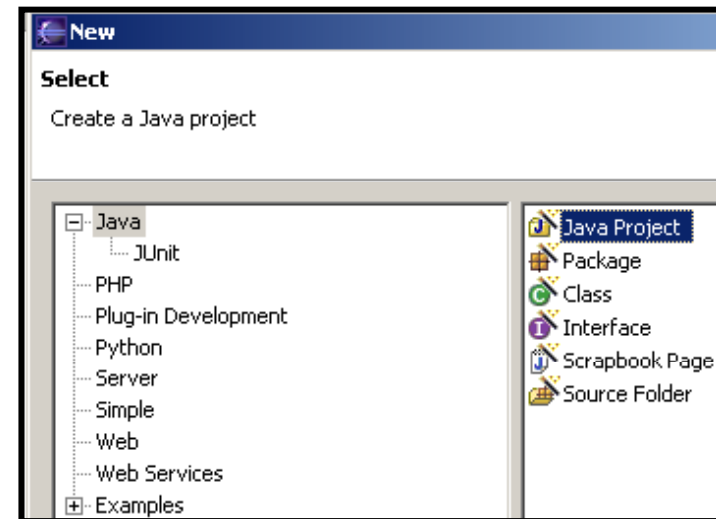 New
Select
Create a Java project
Java
JUnit
PHP
Plug-in Development
Python
Server
Simple
Web
Web Services
Examples
Java Project
Package
Class
Interface
Scrapbook Page
Source Folder